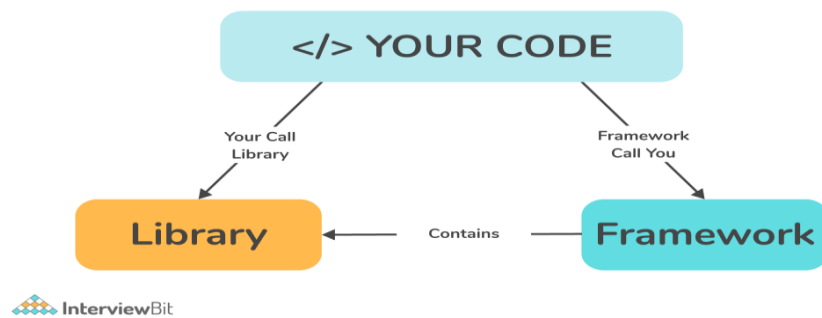 </> YOUR CODE
Your Call
Library
Framework
Call You
Library
Contains
Framework
InterviewBit